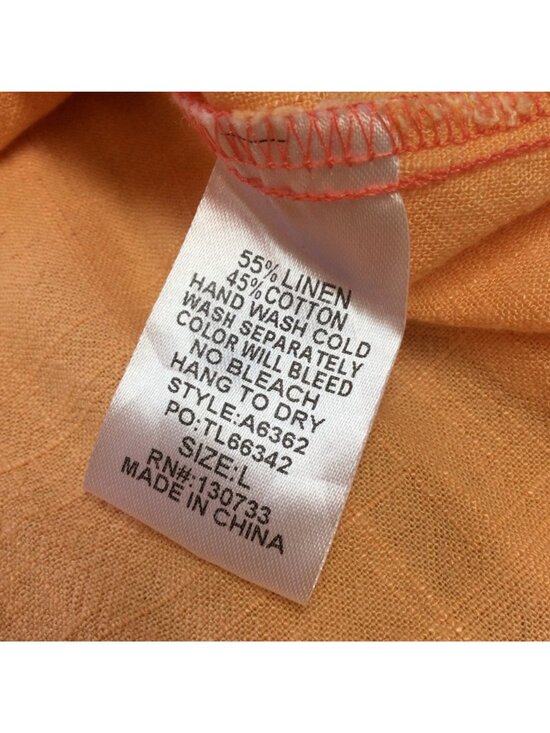 55% LINEN
45% COTTON
HAND WASH COLD
WASH SEPARATELY
COLOR WILL BLEED
NO BLEACH
HANG TO DRY
STYLE:A6362
PO:TL66342
SIZE:L
RN#:130733
MADE IN CHINA